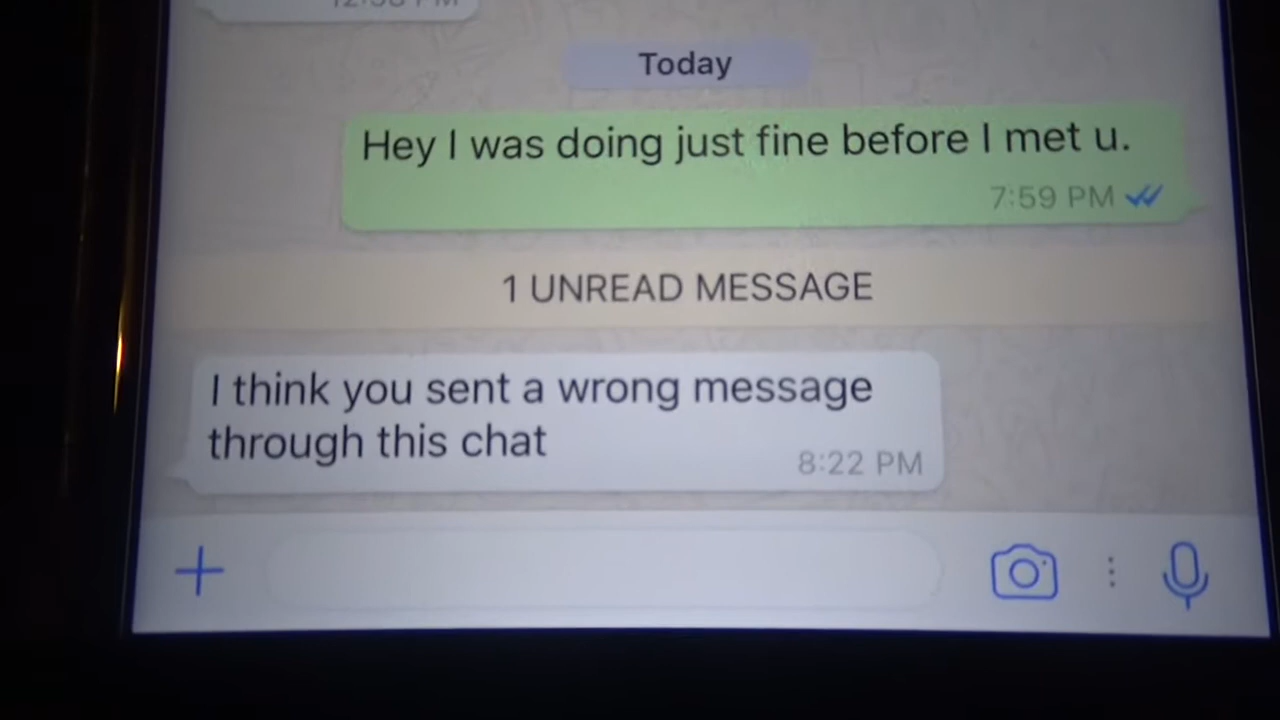 Today
Hey I was doing just fine before I met u.
7:59 PM
1 UNREAD MESSAGE
I think you sent a wrong message
through this chat
8:22 PM